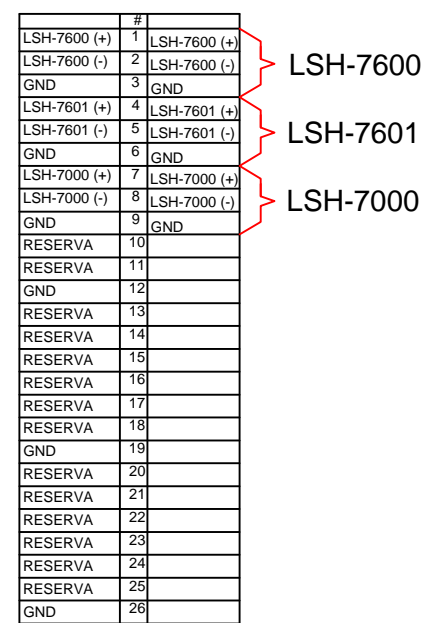 #
LSH-7600 (+) 1 LSH-7600 (+)
LSH-7600 (-) 2 LSH-7600 (-)
GND 3 GND
LSH-7600
LSH-7601 (+) 4 LSH-7601 (+)
LSH-7601 (-) 5 LSH-7601 (-)
GND 6 GND
LSH-7601
LSH-7000 (+) 7 LSH-7000 (+)
LSH-7000 (-) 8 LSH-7000 (-)
GND 9 GND
LSH-7000
RESERVA 10
RESERVA 11
GND 12
RESERVA 13
RESERVA 14
RESERVA 15
RESERVA 16
RESERVA 17
RESERVA 18
GND 19
RESERVA 20
RESERVA 21
RESERVA 22
RESERVA 23
RESERVA 24
RESERVA 25
GND 26